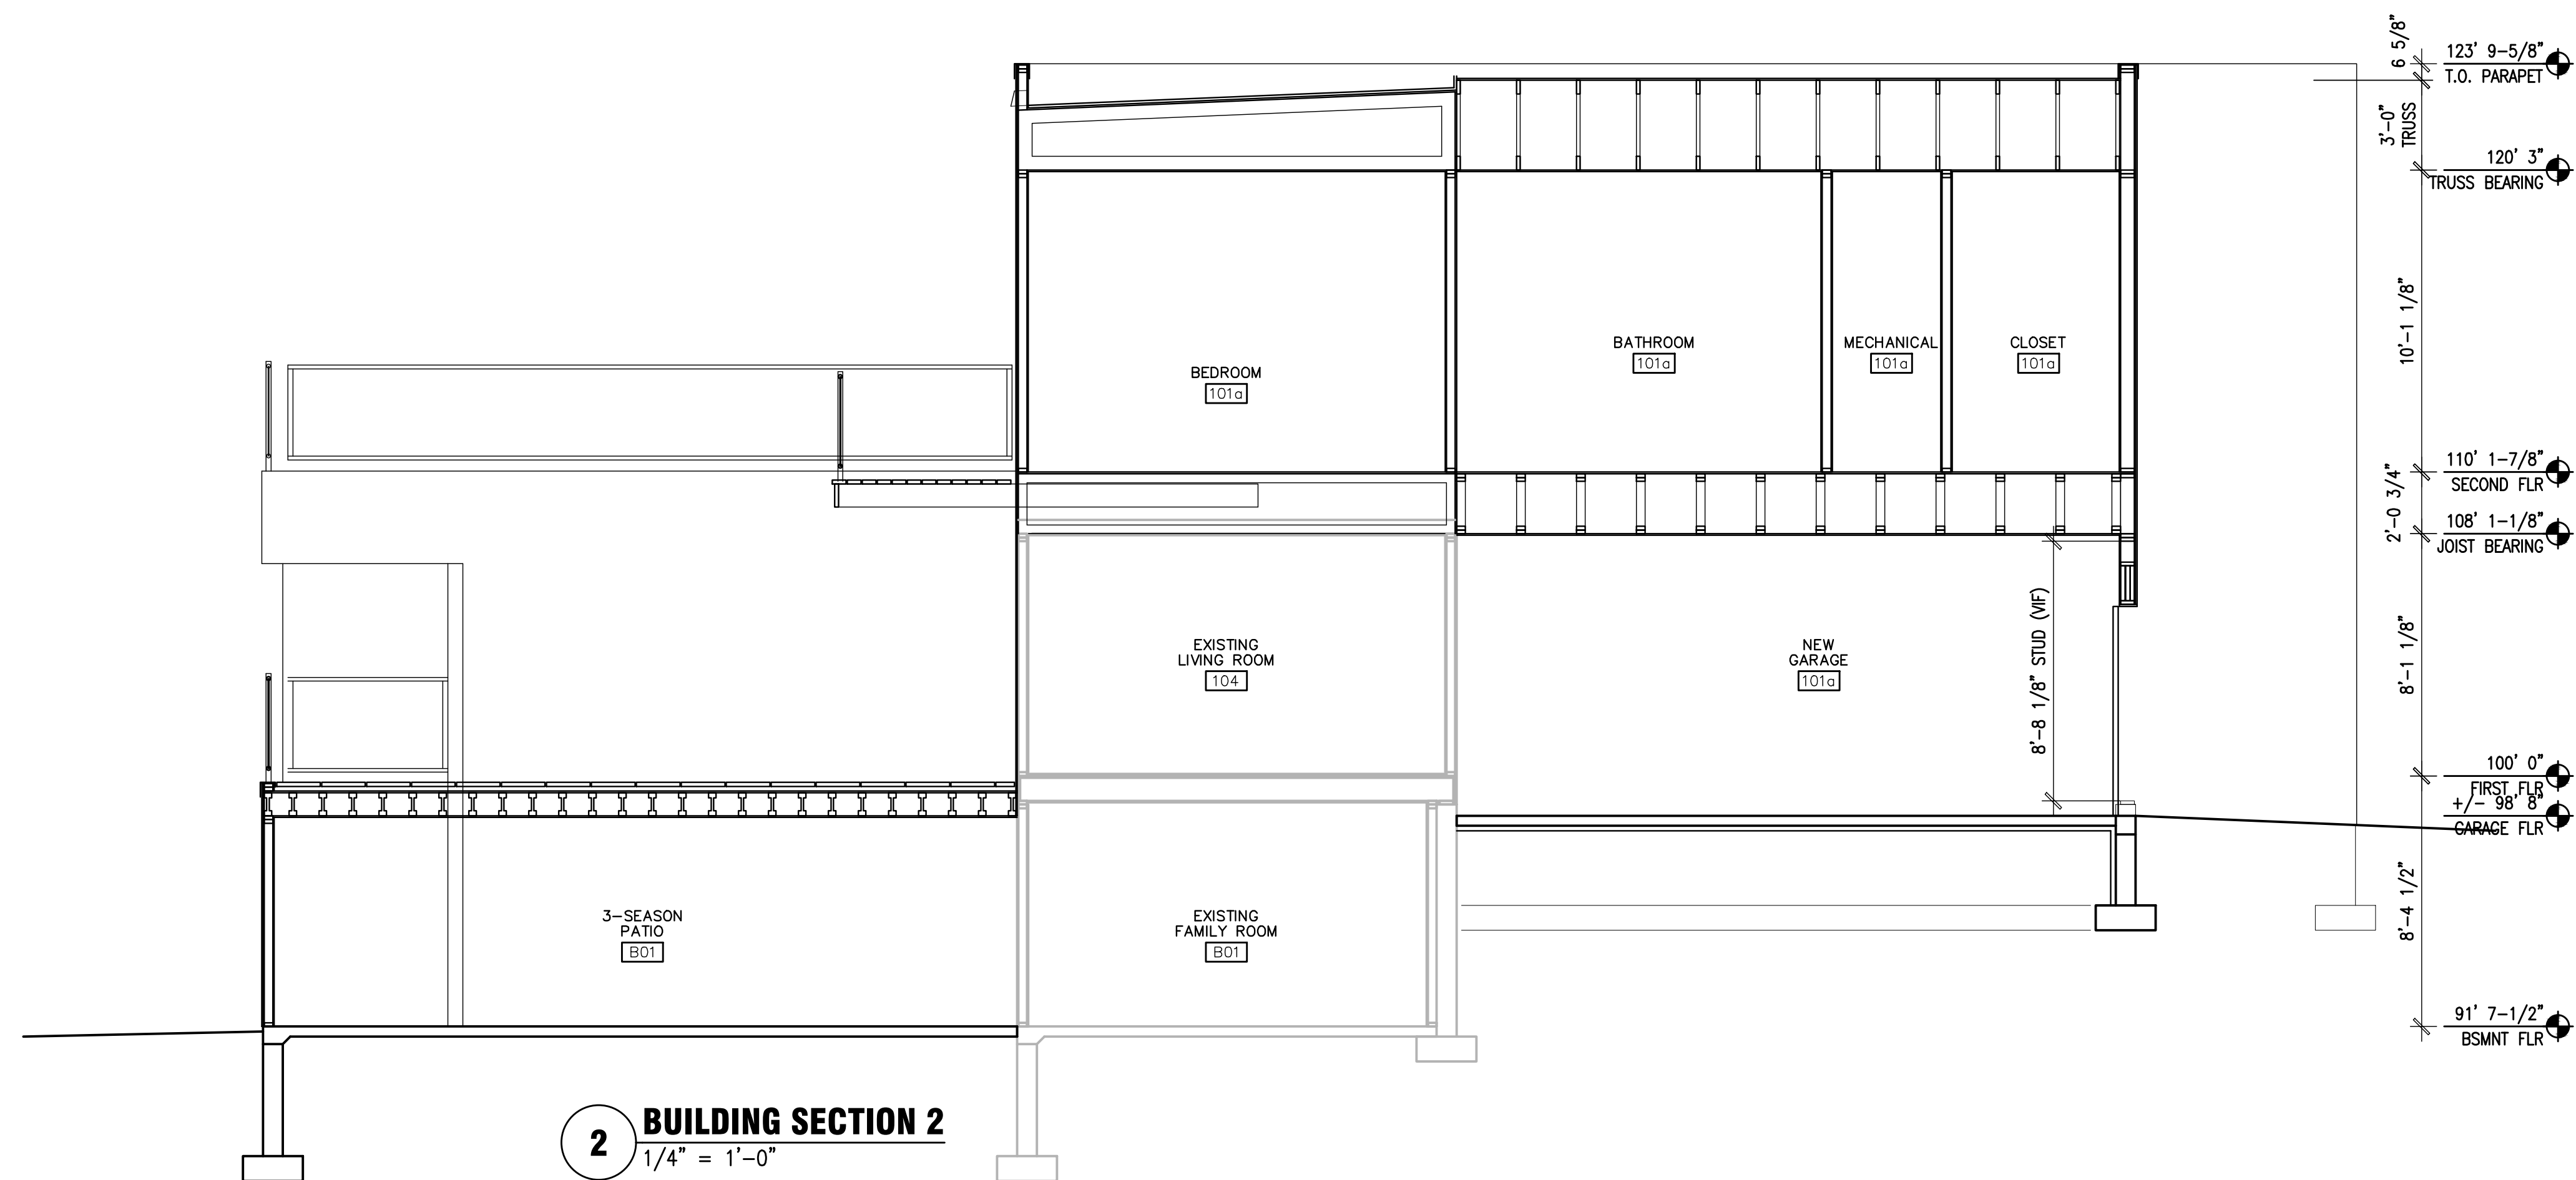 6 5/8"
123' 9-5/8"
T.O. PARAPET
3'-0"
TRUSS
120' 3"
TRUSS BEARING
10'-1 1/8"
BEDROOM
101a
BATHROOM
101a
MECHANICAL
101a
CLOSET
101a
110' 1-7/8"
SECOND FLR
2'-0 3/4"
108' 1-1/8"
JOIST BEARING
8'-8 1/8" STUD (VIF)
8'-1 1/8"
EXISTING
LIVING ROOM
104
NEW
GARAGE
101a
100' 0"
FIRST FLR
+/- 98' 8"
GARAGE FLR
8'-4 1/2"
3-SEASON
PATIO
B01
EXISTING
FAMILY ROOM
B01
91' 7-1/2"
BSMNT FLR
2
BUILDING SECTION 2
1/4" = 1'-0"